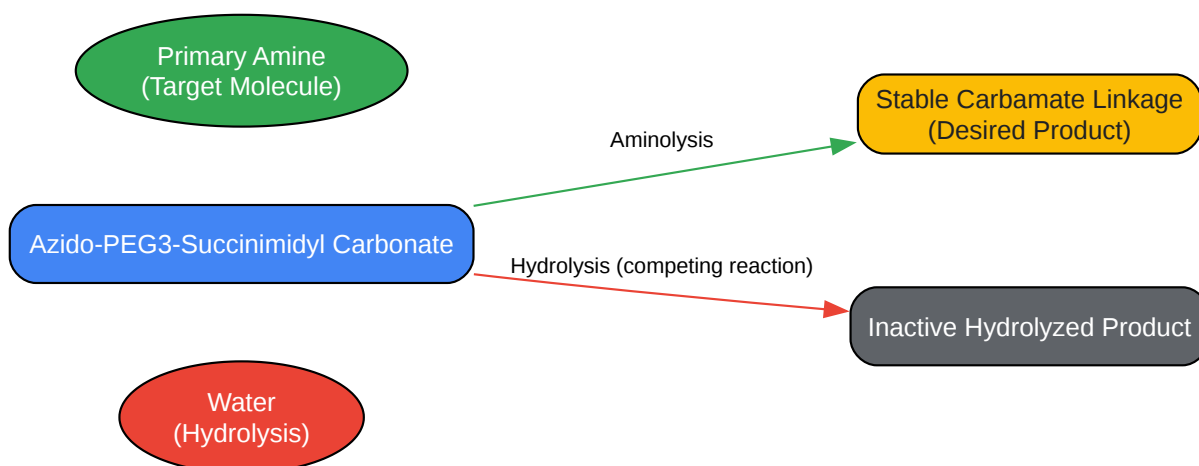 Primary Amine
(Target Molecule)
Stable Carbamate Linkage
(Desired Product)
Aminolysis
Azido-PEG3-Succinimidyl Carbonate
Hydrolysis (competing reaction)
Inactive Hydrolyzed Product
Water
(Hydrolysis)